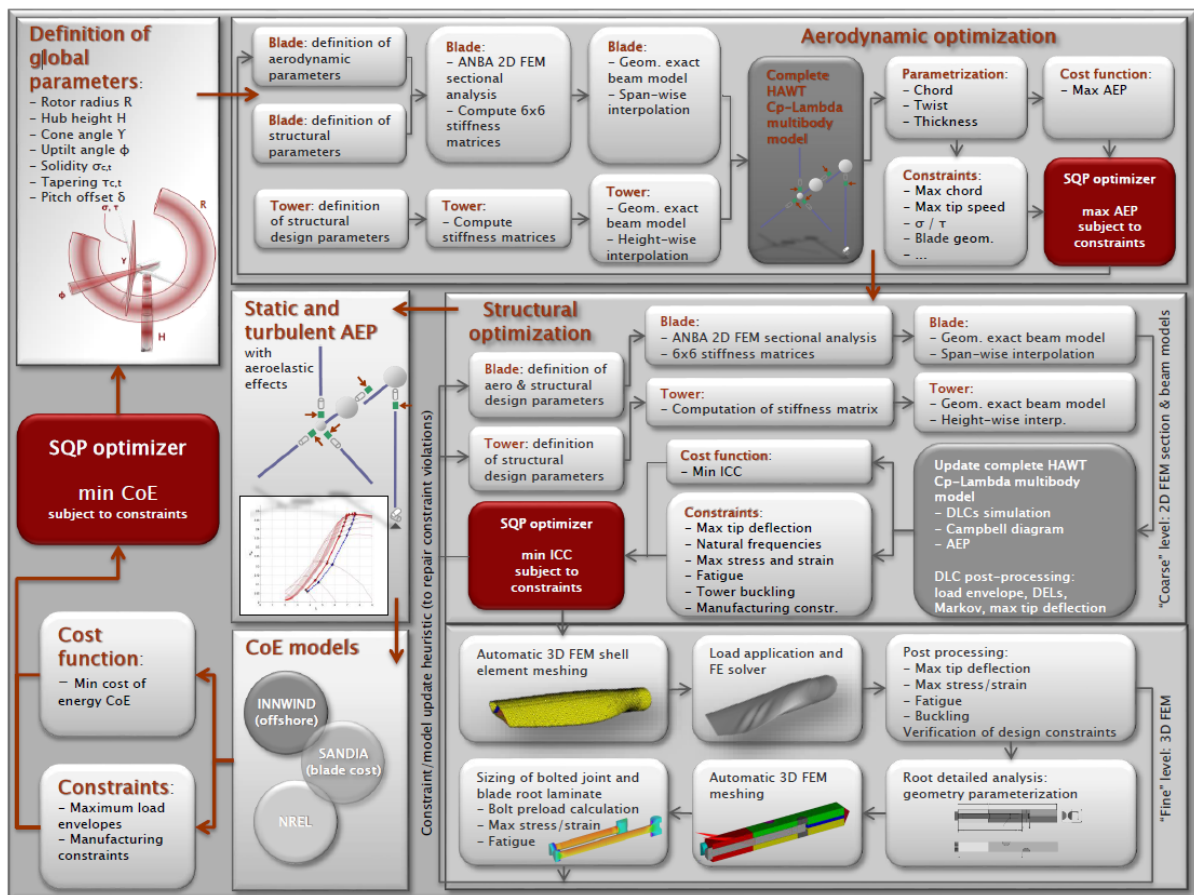 Definition of
global
parameters:
– Rotor radius R
– Hub height H
– Cone angle Υ
– Uptilt angle ϕ
– Solidity σc,t
– Tapering τc,t
– Pitch offset δ
σ, τ
R
Υ
ϕ
H
Aerodynamic optimization
Blade: definition of
aerodynamic
parameters
Blade: definition of
structural
parameters
Blade:
– ANBA 2D FEM
sectional
analysis
– Compute 6x6
stiffness
matrices
Blade:
– Geom. exact
beam model
– Span-wise
interpolation
Tower: definition
of structural
design parameters
Tower:
– Compute
stiffness matrices
Tower:
– Geom. exact
beam model
– Height-wise
interpolation
Complete
HAWT
Cp-Lambda
multibody
model
Parametrization:
– Chord
– Twist
– Thickness
Cost function:
– Max AEP
Constraints:
– Max chord
– Max tip speed
– σ / τ
– Blade geom.
– ...
SQP optimizer
max AEP
subject to
constraints
Static and
turbulent AEP
with
aeroelastic
effects
Structural
optimization
Blade: definition of
aero & structural
design parameters
Tower: definition
of structural
design parameters
Blade:
– ANBA 2D FEM sectional analysis
– 6x6 stiffness matrices
Blade:
– Geom. exact beam model
– Span-wise interpolation
Tower:
– Computation of stiffness matrix
Tower:
– Geom. exact beam model
– Height-wise interp.
Cost function:
– Min ICC
Constraints:
– Max tip deflection
– Natural frequencies
– Max stress and strain
– Fatigue
– Tower buckling
– Manufacturing constr.
Update complete HAWT
Cp-Lambda multibody
model
– DLCs simulation
– Campbell diagram
– AEP
DLC post-processing:
load envelope, DELs,
Markov, max tip deflection
SQP optimizer
min ICC
subject to
constraints
"Coarse" level: 2D FEM section & beam models
SQP optimizer
min CoE
subject to constraints
Constraint/model update heuristic (to repair constraint violations)
Cost
function:
– Min cost of
energy CoE
Constraints:
– Maximum load
envelopes
– Manufacturing
constraints
CoE models
INNWIND
(offshore)
SANDIA
(blade cost)
NREL
Automatic 3D FEM shell
element meshing
Load application and
FE solver
Post processing:
– Max tip deflection
– Max stress/strain
– Fatigue
– Buckling
Verification of design constraints
Sizing of bolted joint and
blade root laminate
– Bolt preload calculation
– Max stress/strain
– Fatigue
Automatic 3D FEM
meshing
Root detailed analysis:
geometry parameterization
"Fine" level: 3D FEM